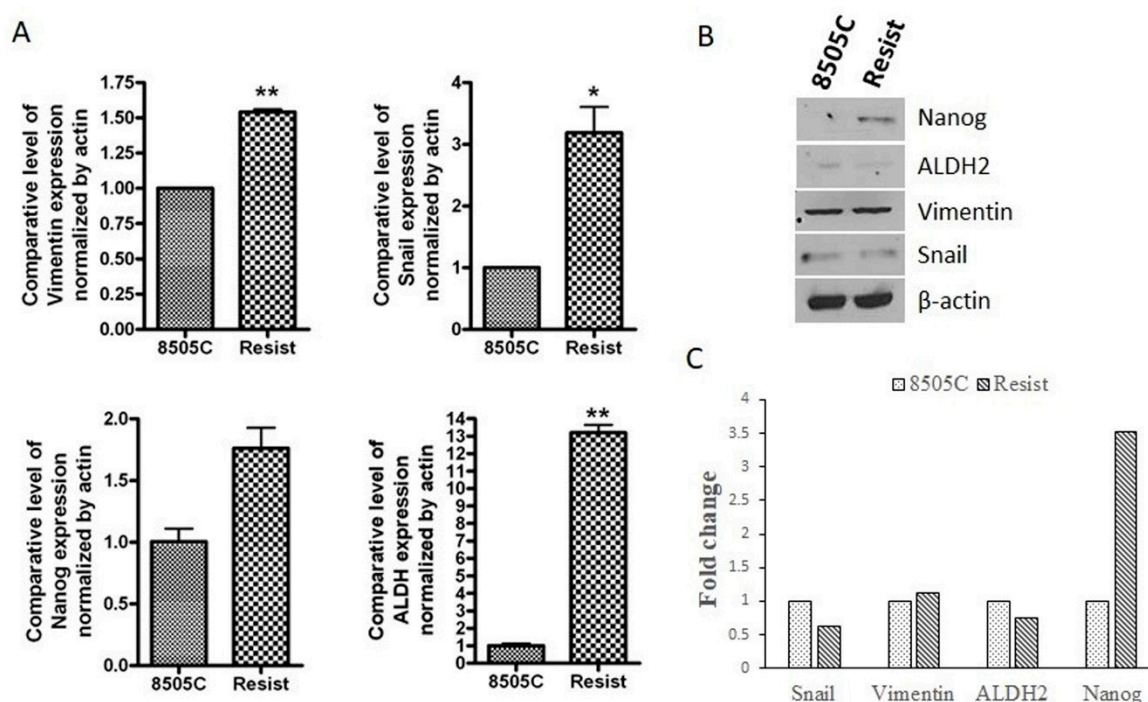 A
Comparative level of
Vimentin expression
normalized by actin
1.75
1.50
1.25
1.00
0.75
0.50
0.25
0.00
**
8505C
Resist
Comparative level of
Snail expression
normalized by actin
4
3
2
1
0
*
8505C
Resist
Comparative level of
Nanog expression
normalized by actin
2.0
1.5
1.0
0.5
0.0
8505C
Resist
Comparative level of
ALDH expression
normalized by actin
14
13
12
11
10
9
8
7
6
5
4
3
2
1
0
**
8505C
Resist
B
8505C
Resist
Nanog
ALDH2
Vimentin
Snail
β-actin
C
8505C
Resist
Fold change
4
3.5
3
2.5
2
1.5
1
0.5
0
Snail
Vimentin
ALDH2
Nanog